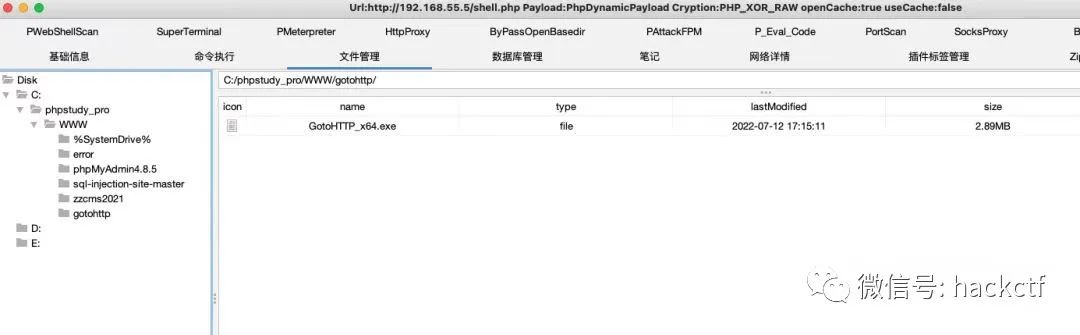 Url:http://192.168.55.5/shell.php Payload:PhpDynamicPayload Cryption:PHP_XOR_RAW openCache:true useCache:false
PWebShellScan SuperTerminal PMeterpreter HttpProxy ByPassOpenBasedir PAttackFPM P_Eval_Code PortScan SocksProxy B
基础信息 命令执行 文件管理 数据库管理 笔记 网络详情 插件标签管理 Zip
Disk
C:
phpstudy_pro
WWW
%SystemDrive%
error
phpMyAdmin4.8.5
sql-injection-site-master
zzcms2021
gotohttp
D:
E:
C:/phpstudy_pro/WWW/gotohttp/
icon name type lastModified size
GotoHTTP_x64.exe file 2022-07-12 17:15:11 2.89MB
微信号: hackctf